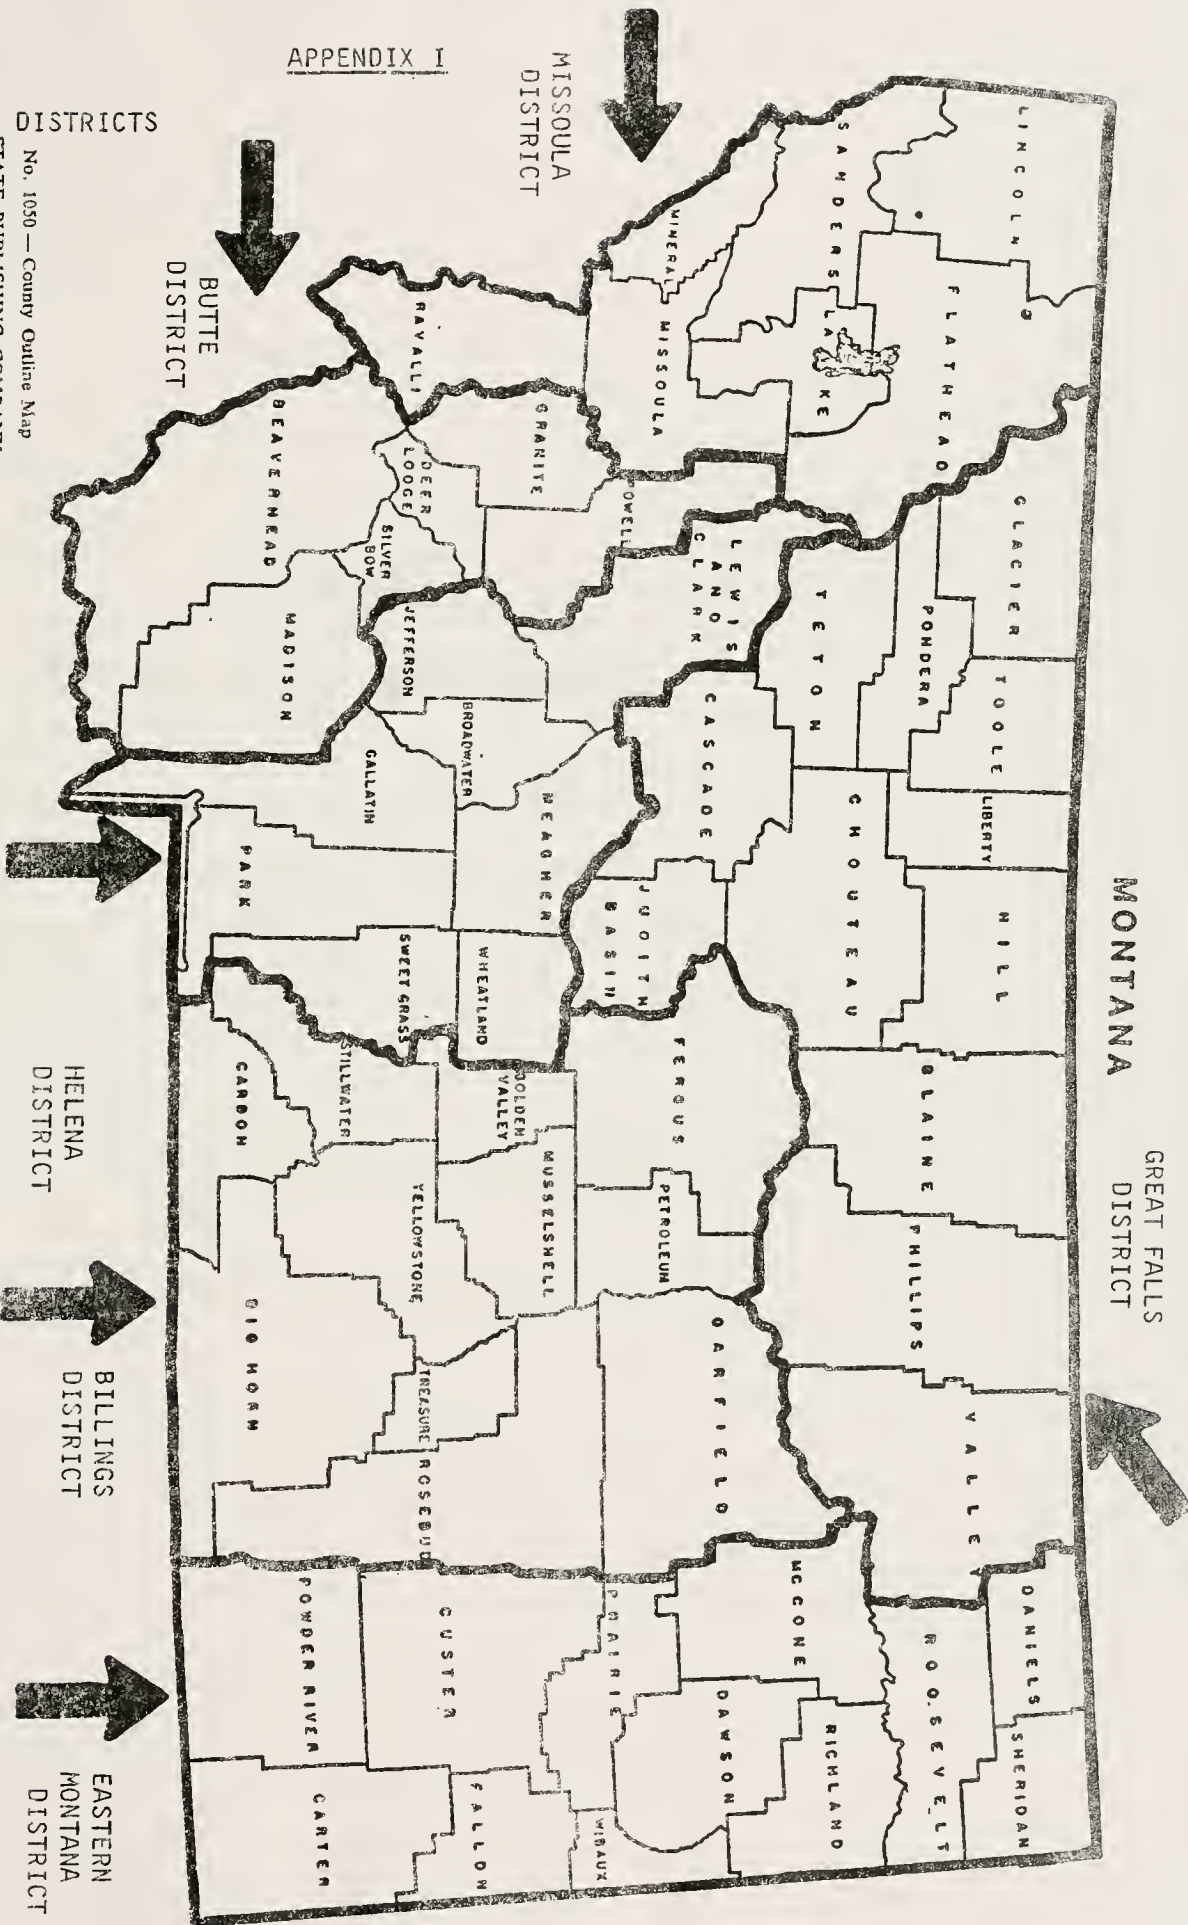 APPENDIX I
DISTRICTS
No. 1050 — County Outline Map
STATE PUBLISHING COMPANY
MONTANA
MISSOULA
DISTRICT
BUTTE
DISTRICT
GREAT FALLS
DISTRICT
HELENA
DISTRICT
BILLINGS
DISTRICT
EASTERN
MONTANA
DISTRICT
LINCOLN
FLATHEAD
GLACIER
TOOLE
LIBERTY
HILL
BLAINE
PHILLIPS
VALLEY
DANIELS
SHERIDAN
ROOSEVELT
SANDERS
LAKE
PONDERA
TETON
CHOUTEAU
MINERAL
MISSOULA
POWELL
LEWIS
AND
CLARK
CASCADE
JUDITH
BASIN
FERGUS
PETROLEUM
GARFIELD
MC CONE
RICHLAND
DAWSON
PRAIRIE
WIBAUX
RAVALLI
GRANITE
DEER
LODGE
SILVER
BOW
JEFFERSON
BROADWATER
MEAGHER
WHEATLAND
GOLDEN
VALLEY
MUSSELSHELL
BEAVERHEAD
MADISON
GALLATIN
PARK
SWEET GRASS
STILLWATER
CARBON
YELLOWSTONE
BIG HORN
TREASURE
ROSEBUD
CUSTER
POWDER RIVER
FALLON
CARTER